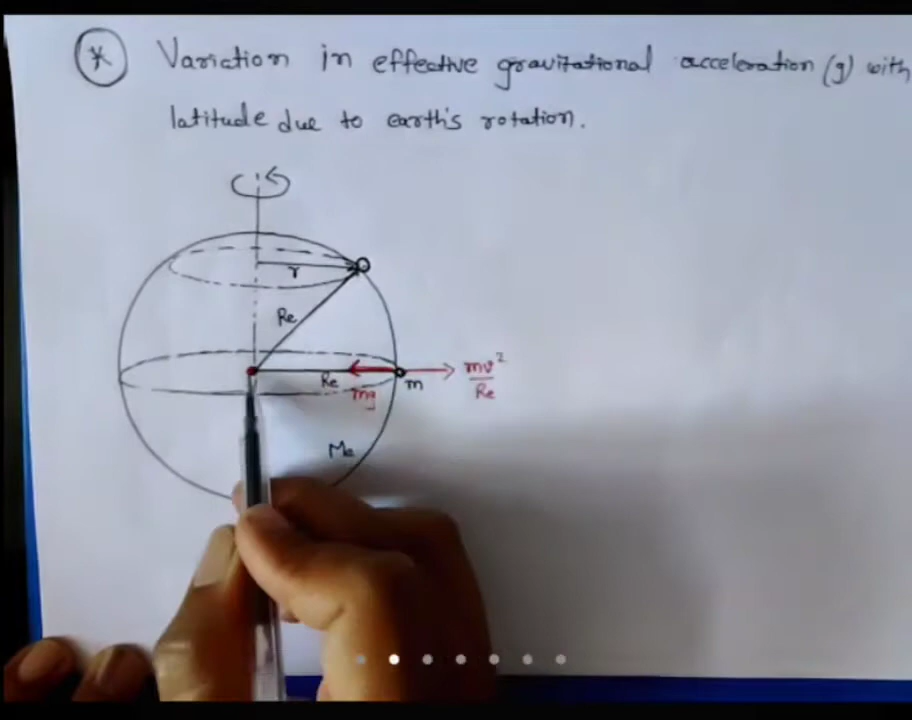 * Variation in effective gravitational acceleration (g) with
latitude due to earth's rotation.
r
Re
Re
mg
m
mv²
Re
Me